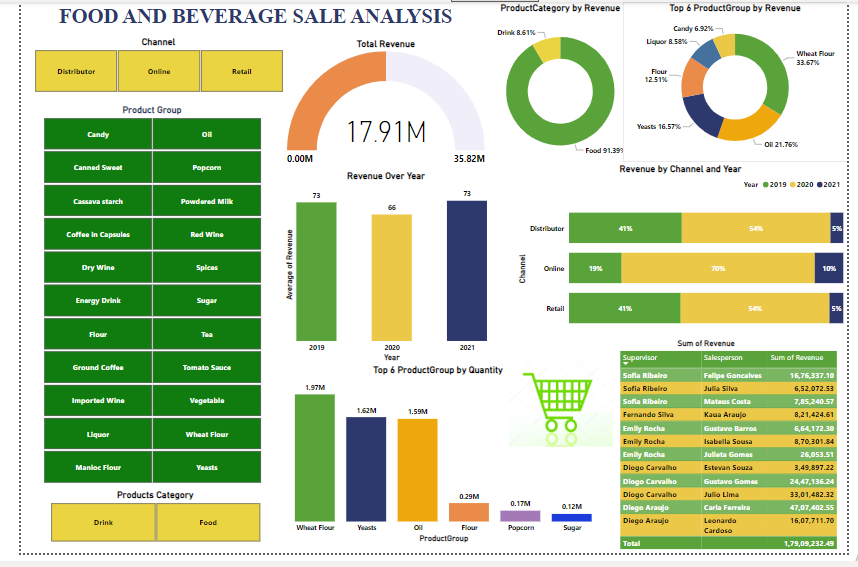 FOOD AND BEVERAGE SALE ANALYSIS
Channel
Distributor Online Retail
Product Group
Candy Oil
Canned Sweet Popcorn
Cassava starch Powdered Milk
Coffee in Capsules Red Wine
Dry Wine Spices
Energy Drink Sugar
Flour Tea
Ground Coffee Tomato Sauce
Imported Wine Vegetable
Liquor Wheat Flour
Manioc Flour Yeasts
Products Category
Drink Food
Total Revenue
17.91M
0.00M 35.82M
ProductCategory by Revenue
Drink 8.61%
Food 91.39%
Top 6 ProductGroup by Revenue
Candy 6.92%
Liquor 8.58%
Flour
12.51%
Yeasts 16.57%
Wheat Flour
33.67%
Oil 21.76%
Revenue Over Year
Average of Revenue
73 66 73
2019 2020 2021
Year
Revenue by Channel and Year
Year 2019 2020 2021
Channel
Distributor 41% 54% 5%
Online 19% 70% 10%
Retail 41% 54% 5%
Top 6 ProductGroup by Quantity
1.97M 1.62M 1.59M 0.29M 0.17M 0.12M
Wheat Flour Yeasts Oil Flour Popcorn Sugar
ProductGroup
Sum of Revenue
Supervisor Salesperson Sum of Revenue
Sofia Ribeiro Felipe Goncalves 16,76,337.10
Sofia Ribeiro Julia Silva 6,52,072.53
Sofia Ribeiro Mateus Costa 7,85,240.57
Fernando Silva Kaua Araujo 8,21,424.61
Emily Rocha Gustavo Barros 6,64,172.30
Emily Rocha Isabella Sousa 8,70,301.84
Emily Rocha Julieta Gomes 26,053.51
Diogo Carvalho Estevan Souza 3,49,897.22
Diogo Carvalho Gustavo Gomes 24,47,136.24
Diogo Carvalho Julio Lima 33,01,482.32
Diogo Araujo Carla Ferreira 47,07,402.55
Diogo Araujo Leonardo Cardoso 16,07,711.70
Total 1,79,09,232.49